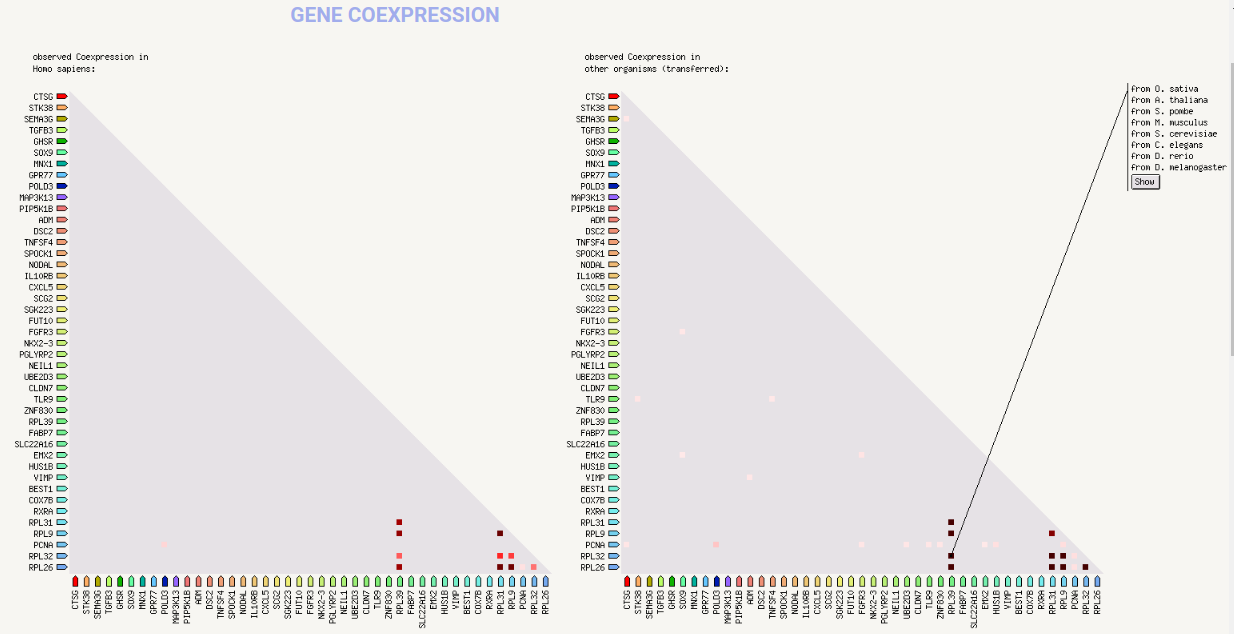 GENE COEXPRESSION
observed Coexpression in
Homo sapiens:
CTSG
STK38
SEMA3G
TGFB3
GHSR
SOX9
MNX1
GPR77
POLD3
MAP3K13
PIP5K1B
ADM
DSC2
TNFSF4
SPOCK1
NODAL
IL10RB
CXCL5
SCG2
SGK223
FUT10
FGFR3
NKX2-3
PGLYRP2
NEIL1
UBE2D3
CLDN7
TLR9
ZNF830
RPL39
FABP7
SLC22A16
EMX2
HUS1B
VIMP
BEST1
COX7B
RXRA
RPL31
RPL9
PCNA
RPL32
RPL26
CTSG
STK38
SEMA3G
TGFB3
GHSR
SOX9
MNX1
GPR77
POLD3
MAP3K13
PIP5K1B
ADM
DSC2
TNFSF4
SPOCK1
NODAL
IL10RB
CXCL5
SCG2
SGK223
FUT10
FGFR3
NKX2-3
PGLYRP2
NEIL1
UBE2D3
CLDN7
TLR9
RPL39
FABP7
SLC22A16
EMX2
HUS1B
VIMP
BEST1
COX7B
RXRA
RPL31
RPL9
PCNA
RPL32
RPL26
observed Coexpression in
other organisms (transferred):
CTSG
STK38
SEMA3G
TGFB3
GHSR
SOX9
MNX1
GPR77
POLD3
MAP3K13
PIP5K1B
ADM
DSC2
TNFSF4
SPOCK1
NODAL
IL10RB
CXCL5
SCG2
SGK223
FUT10
FGFR3
NKX2-3
PGLYRP2
NEIL1
UBE2D3
CLDN7
TLR9
ZNF830
RPL39
FABP7
SLC22A16
EMX2
HUS1B
VIMP
BEST1
COX7B
RXRA
RPL31
RPL9
PCNA
RPL32
RPL26
CTSG
STK38
SEMA3G
TGFB3
GHSR
SOX9
MNX1
GPR77
POLD3
MAP3K13
PIP5K1B
ADM
DSC2
TNFSF4
SPOCK1
NODAL
IL10RB
CXCL5
SCG2
SGK223
FUT10
FGFR3
NKX2-3
PGLYRP2
NEIL1
UBE2D3
CLDN7
TLR9
ZNF830
RPL39
FABP7
SLC22A16
EMX2
HUS1B
VIMP
BEST1
COX7B
RXRA
RPL31
RPL9
PCNA
RPL32
RPL26
from O. sativa
from A. thaliana
from S. pombe
from M. musculus
from S. cerevisiae
from C. elegans
from D. rerio
from D. melanogaster
Show